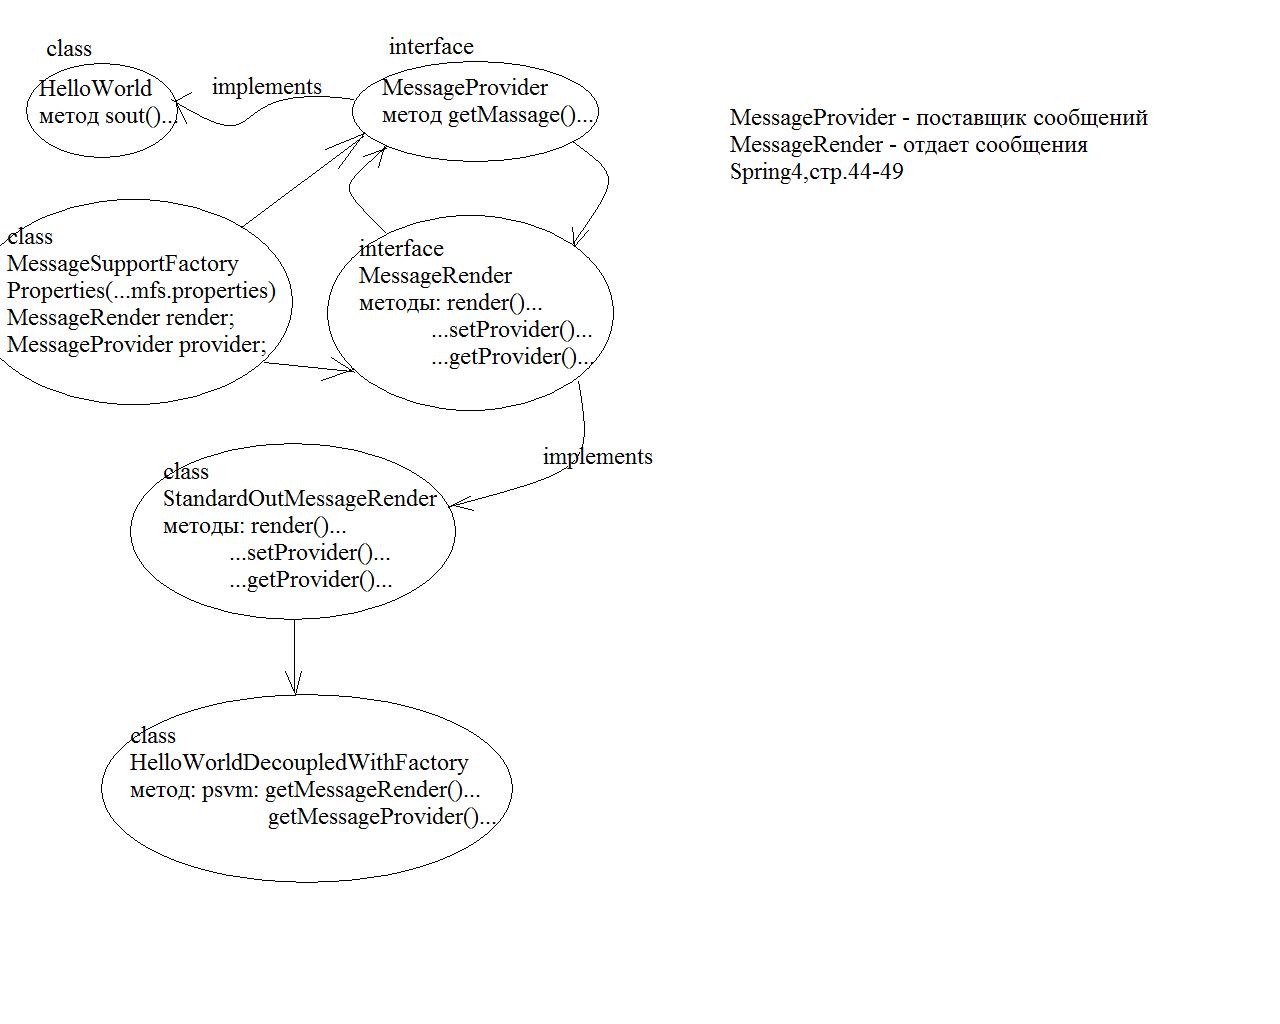 class
HelloWorld
метод sout()...
implements
interface
MessageProvider
метод getMassage()...
MessageProvider - поставщик сообщений
MessageRender - отдает сообщения
Spring4,стр.44-49
class
MessageSupportFactory
Properties(...mfs.properties)
MessageRender render;
MessageProvider provider;
interface
MessageRender
методы: render()...
...setProvider()...
...getProvider()...
implements
class
StandardOutMessageRender
методы: render()...
...setProvider()...
...getProvider()...
class
HelloWorldDecoupledWithFactory
метод: psvm: getMessageRender()...
getMessageProvider()...